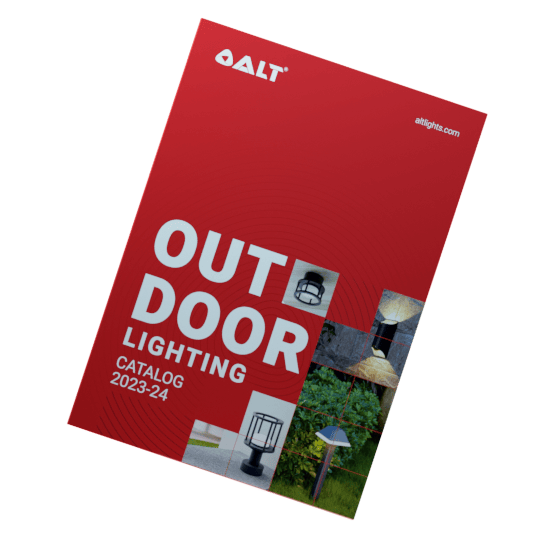 ALT®
altlights.com
OUT
DOOR
LIGHTING
CATALOG
2023-24